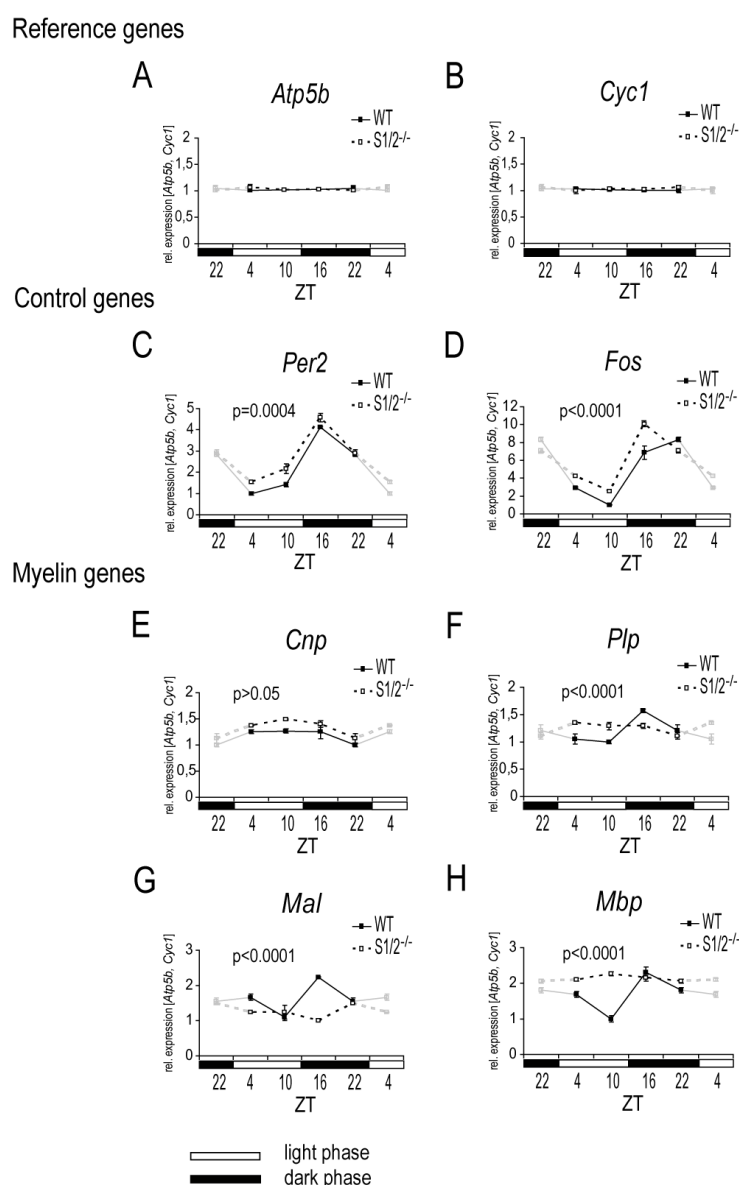 Reference genes
A
Atp5b
WT
S1/2-/-
rel. expression [Atp5b, Cyc1]
2
1,5
1
0,5
0
22 4 10 16 22 4
ZT
B
Cyc1
WT
S1/2-/-
rel. expression [Atp5b, Cyc1]
2
1,5
1
0,5
0
22 4 10 16 22 4
ZT
Control genes
C
Per2
WT
S1/2-/-
p=0.0004
rel. expression [Atp5b, Cyc1]
5
4
3
2
1
0
22 4 10 16 22 4
ZT
D
Fos
WT
S1/2-/-
p<0.0001
rel. expression [Atp5b, Cyc1]
12
10
8
6
4
2
0
22 4 10 16 22 4
ZT
Myelin genes
E
Cnp
WT
S1/2-/-
p>0.05
rel. expression [Atp5b, Cyc1]
2
1,5
1
0,5
0
22 4 10 16 22 4
ZT
F
Plp
WT
S1/2-/-
p<0.0001
rel. expression [Atp5b, Cyc1]
2
1,5
1
0,5
0
22 4 10 16 22 4
ZT
G
Mal
WT
S1/2-/-
p<0.0001
rel. expression [Atp5b, Cyc1]
3
2
1
0
22 4 10 16 22 4
ZT
H
Mbp
WT
S1/2-/-
p<0.0001
rel. expression [Atp5b, Cyc1]
3
2
1
0
22 4 10 16 22 4
ZT
light phase
dark phase